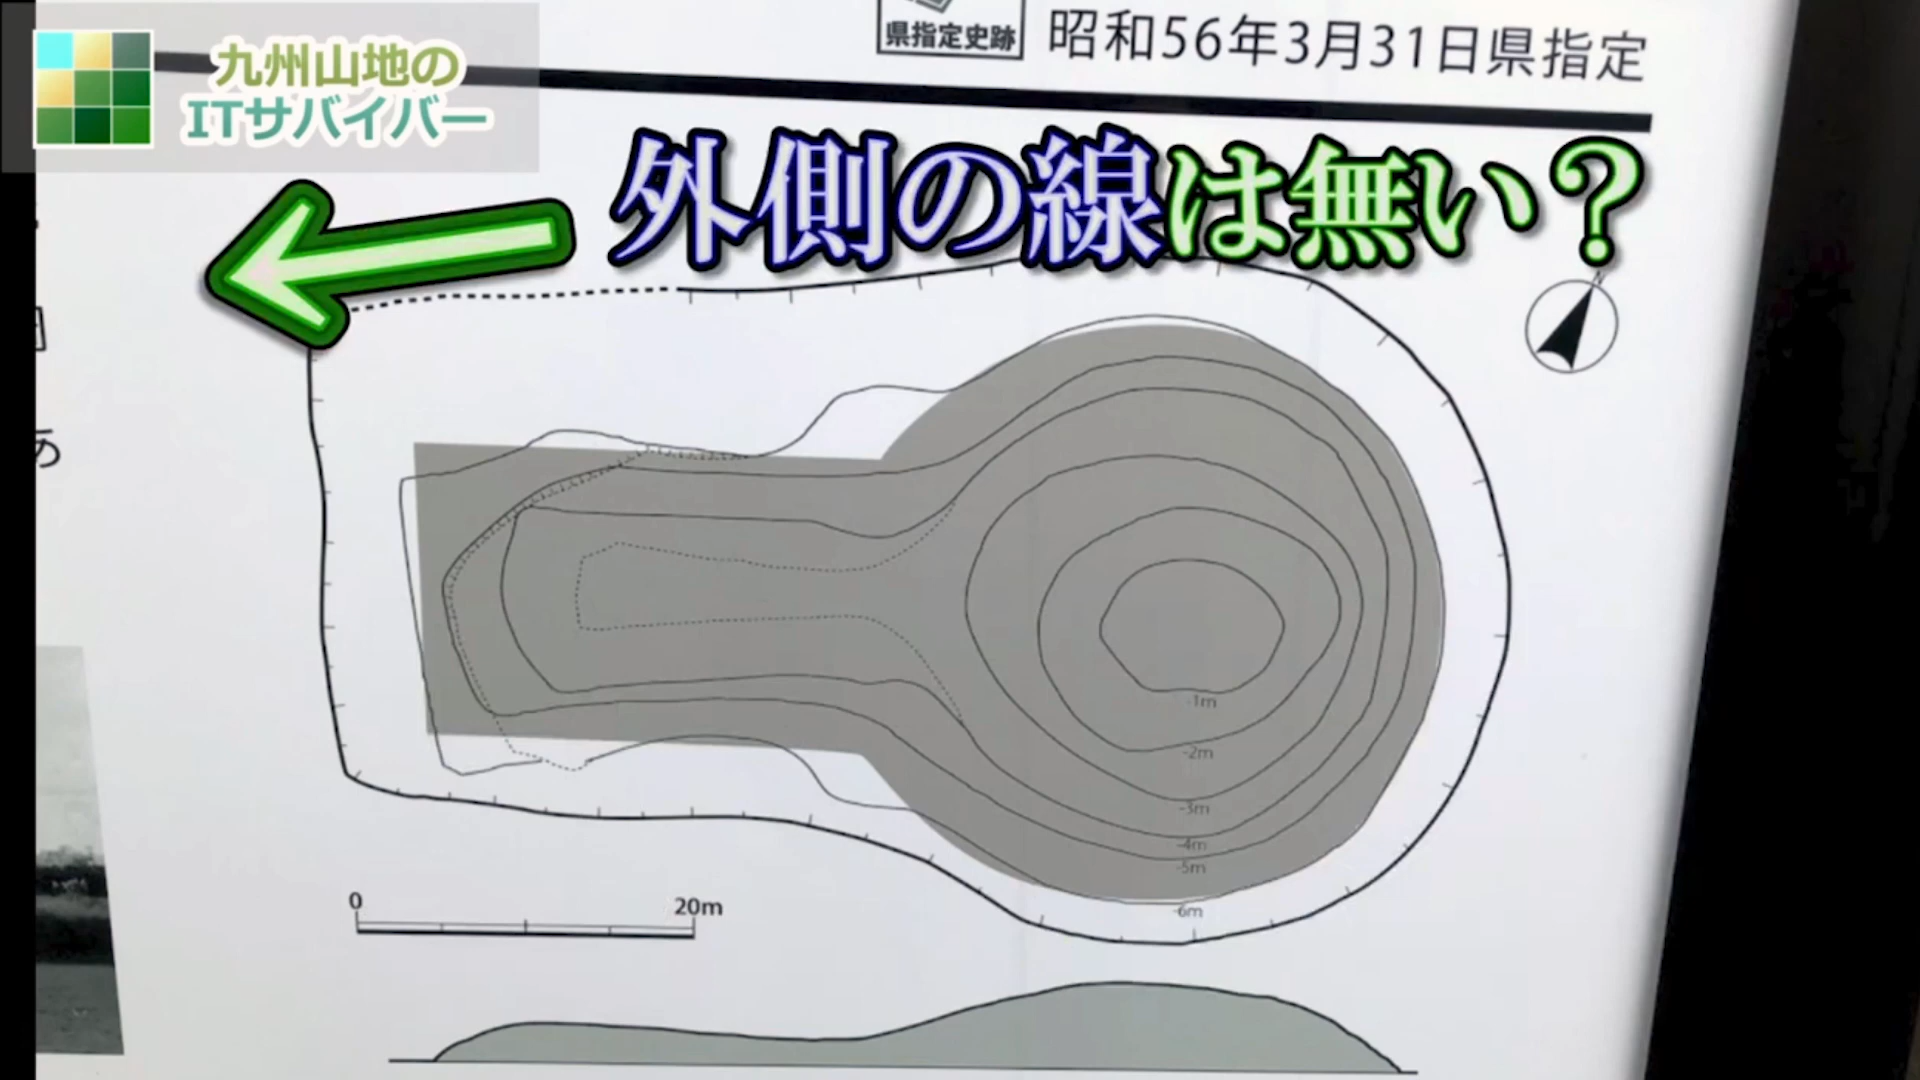 九州山地の
ITサバイバー
県指定史跡
昭和56年3月31日県指定
外側の線は無い?
N
め
0
20m
-1m
-2m
-3m
-4m
-5m
-6m